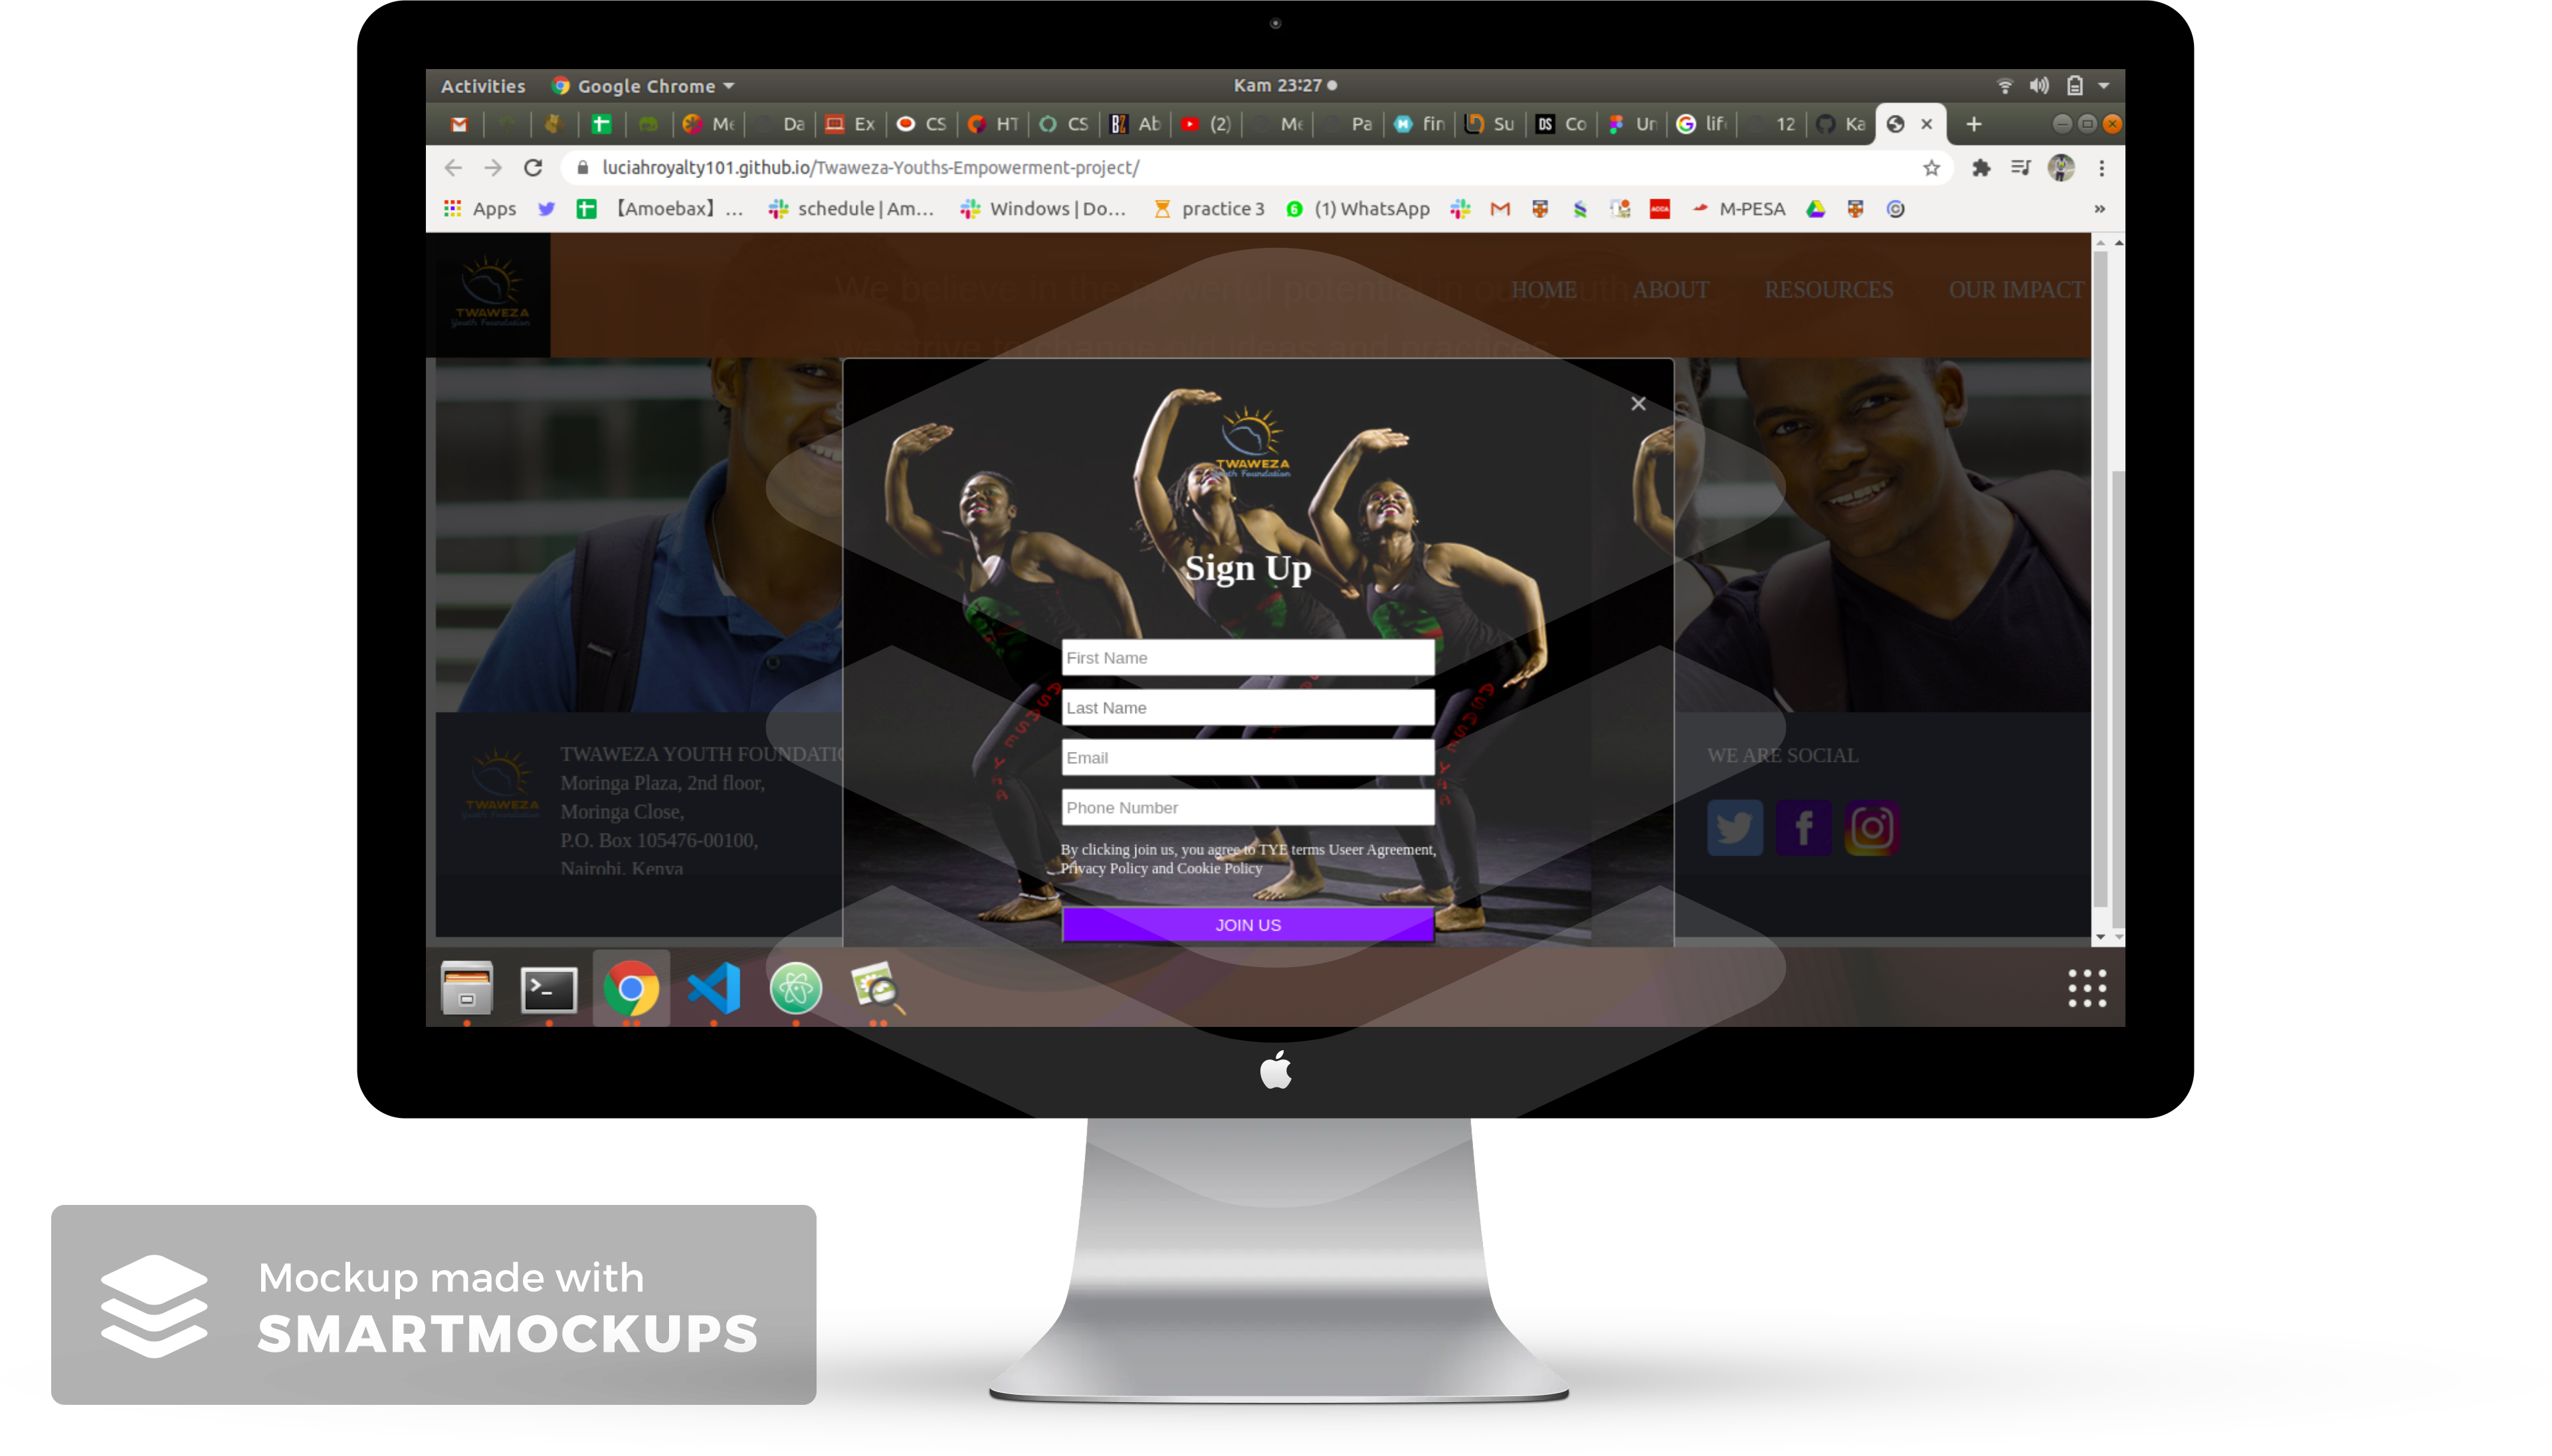 Activities Google Chrome Kam 23:27
Me Da Ex CS HT CS Ab (2) Me Pa fin Su DS Co Un life 12 Ka
luciahroyalty101.github.io/Twaweza-Youths-Empowerment-project/
Apps 【Amoebax】 ... schedule | Am... Windows | Do... practice 3 (1) WhatsApp ACCA M-PESA »
We believe in the powerful potential in our youth
HOME ABOUT RESOURCES OUR IMPACT
TWAWEZA
Youth Foundation
we strive to change old ideas and practices
TWAWEZA
Youth Foundation
Sign Up
First Name
Last Name
Email
Phone Number
By clicking join us, you agree to TYE terms Useer Agreement,
Privacy Policy and Cookie Policy
JOIN US
TWAWEZA
Youth Foundation
TWAWEZA YOUTH FOUNDATIO
Moringa Plaza, 2nd floor,
Moringa Close,
P.O. Box 105476-00100,
Nairobi, Kenya
WE ARE SOCIAL
Mockup made with
SMARTMOCKUPS